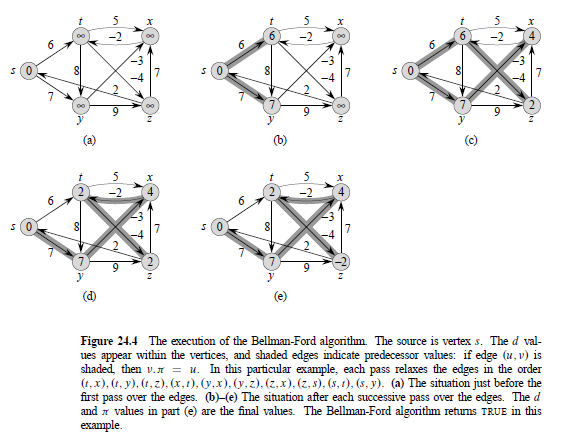 t 5 x
∞ −2 ∞
6 −3
s 0 8 −4 7
7 2
∞ 9 ∞
y z
(a)
t 5 x
6 −2 ∞
6 −3
s 0 8 −4 7
7 2
7 9 ∞
y z
(b)
t 5 x
6 −2 4
6 −3
s 0 8 −4 7
7 2
7 9 2
y z
(c)
t 5 x
2 −2 4
6 −3
s 0 8 −4 7
7 2
7 9 2
y z
(d)
t 5 x
2 −2 4
6 −3
s 0 8 −4 7
7 2
7 9 −2
y z
(e)
Figure 24.4 The execution of the Bellman-Ford algorithm. The source is vertex s. The d val-
ues appear within the vertices, and shaded edges indicate predecessor values: if edge (u, v) is
shaded, then v.π = u. In this particular example, each pass relaxes the edges in the order
(t, x), (t, y), (t, z), (x, t), (y, x), (y, z), (z, x), (z, s), (s, t), (s, y). (a) The situation just before the
first pass over the edges. (b)–(e) The situation after each successive pass over the edges. The d
and π values in part (e) are the final values. The Bellman-Ford algorithm returns TRUE in this
example.